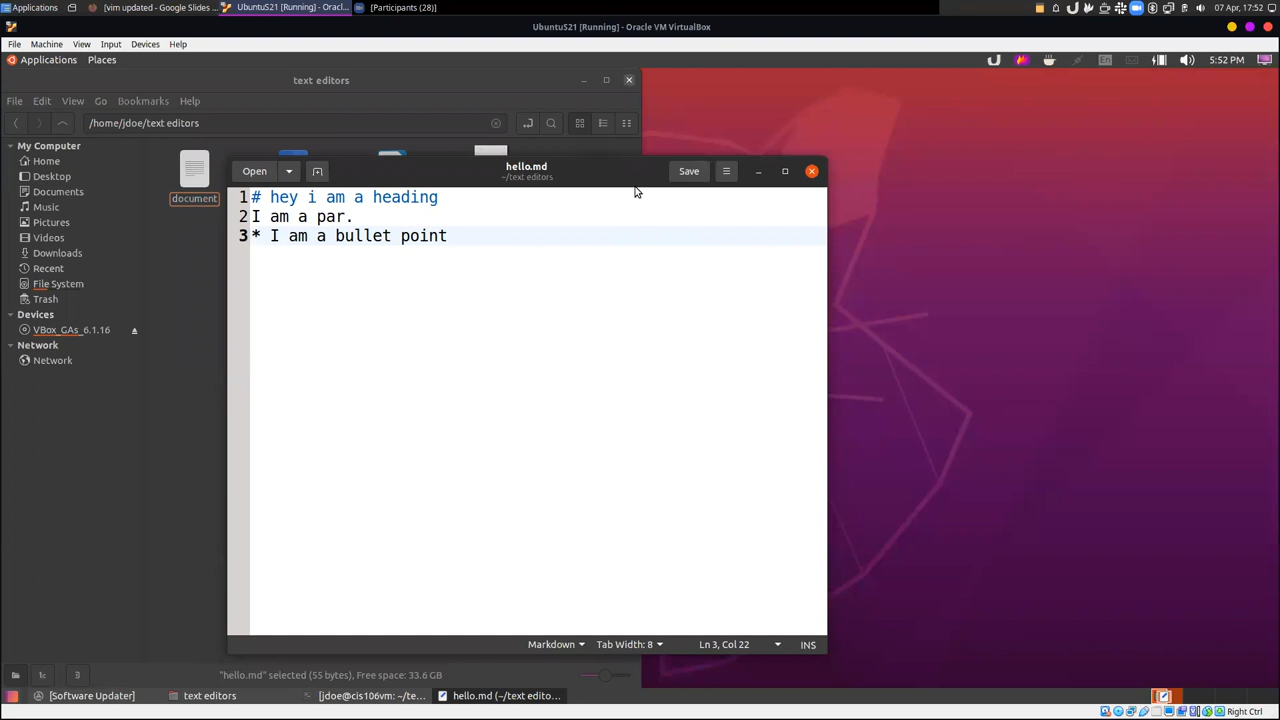 Applications
[vim updated - Google Slides ...
UbuntuS21 [Running] - Oracl...
[Participants (28)]
07 Apr, 17:52
UbuntuS21 [Running] - Oracle VM VirtualBox
File Machine View Input Devices Help
Applications Places
En
5:52 PM
text editors
File Edit View Go Bookmarks Help
/home/jdoe/text editors
My Computer
Home
Desktop
Documents
Music
Pictures
Videos
Downloads
Recent
File System
Trash
Devices
VBox_GAs_6.1.16
Network
Network
document
Open
hello.md
~/text editors
Save
1 # hey i am a heading
2 I am a par.
3 * I am a bullet point
Markdown
Tab Width: 8
Ln 3, Col 22
INS
"hello.md" selected (55 bytes), Free space: 33.6 GB
[Software Updater]
text editors
[jdoe@cis106vm: ~/te...
hello.md (~/text edito...
Right Ctrl